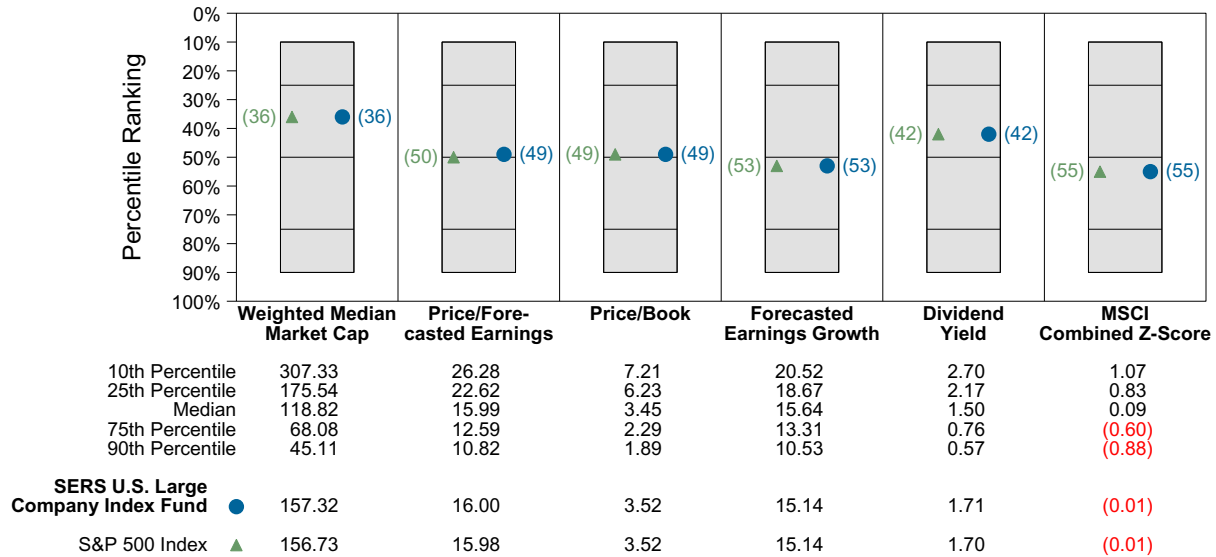 Percentile Ranking
0%
10%
20%
30%
40%
50%
60%
70%
80%
90%
100%
(36) (36)
(50) (49)
(49) (49)
(53) (53)
(42) (42)
(55) (55)
Weighted Median
Market Cap
Price/Fore-
casted Earnings
Price/Book
Forecasted
Earnings Growth
Dividend
Yield
MSCI
Combined Z-Score
10th Percentile 307.33 26.28 7.21 20.52 2.70 1.07
25th Percentile 175.54 22.62 6.23 18.67 2.17 0.83
Median 118.82 15.99 3.45 15.64 1.50 0.09
75th Percentile 68.08 12.59 2.29 13.31 0.76 (0.60)
90th Percentile 45.11 10.82 1.89 10.53 0.57 (0.88)
SERS U.S. Large
Company Index Fund 157.32 16.00 3.52 15.14 1.71 (0.01)
S&P 500 Index 156.73 15.98 3.52 15.14 1.70 (0.01)